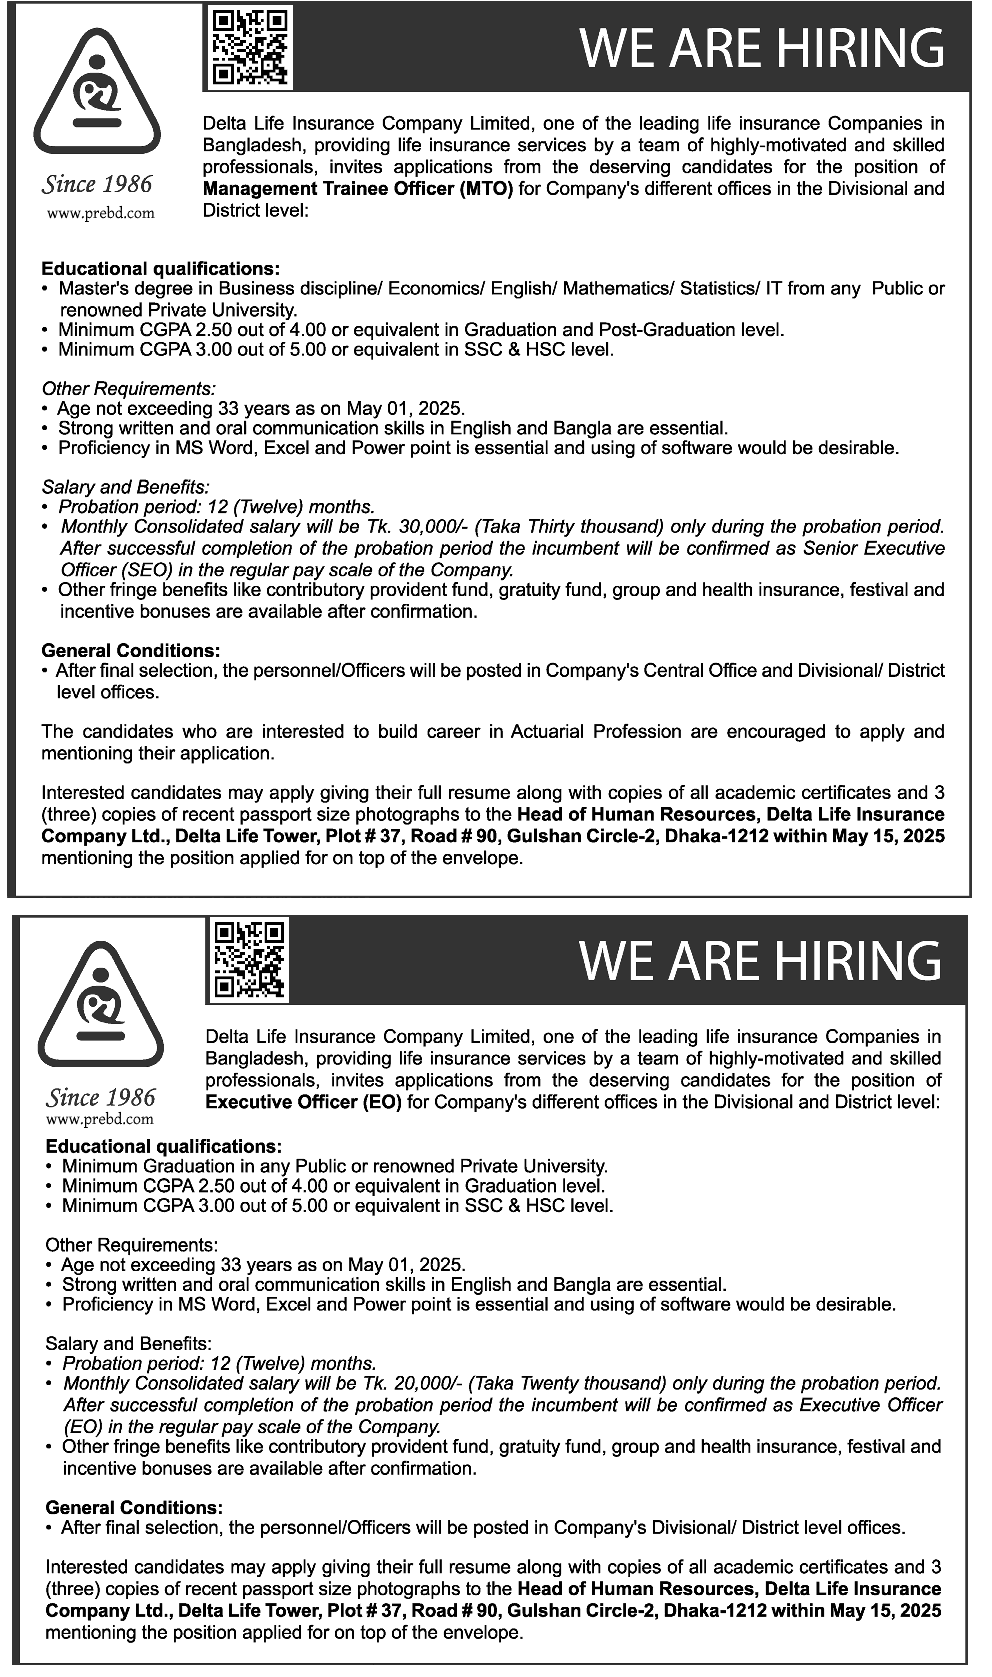 WE ARE HIRING
Since 1986
www.prebd.com
Delta Life Insurance Company Limited, one of the leading life insurance Companies in
Bangladesh, providing life insurance services by a team of highly-motivated and skilled
professionals, invites applications from the deserving candidates for the position of
Management Trainee Officer (MTO) for Company's different offices in the Divisional and
District level:
Educational qualifications:
• Master's degree in Business discipline/ Economics/ English/ Mathematics/ Statistics/ IT from any Public or
renowned Private University.
• Minimum CGPA 2.50 out of 4.00 or equivalent in Graduation and Post-Graduation level.
• Minimum CGPA 3.00 out of 5.00 or equivalent in SSC & HSC level.
Other Requirements:
• Age not exceeding 33 years as on May 01, 2025.
• Strong written and oral communication skills in English and Bangla are essential.
• Proficiency in MS Word, Excel and Power point is essential and using of software would be desirable.
Salary and Benefits:
• Probation period: 12 (Twelve) months.
• Monthly Consolidated salary will be Tk. 30,000/- (Taka Thirty thousand) only during the probation period.
After successful completion of the probation period the incumbent will be confirmed as Senior Executive
Officer (SEO) in the regular pay scale of the Company.
• Other fringe benefits like contributory provident fund, gratuity fund, group and health insurance, festival and
incentive bonuses are available after confirmation.
General Conditions:
• After final selection, the personnel/Officers will be posted in Company's Central Office and Divisional/ District
level offices.
The candidates who are interested to build career in Actuarial Profession are encouraged to apply and
mentioning their application.
Interested candidates may apply giving their full resume along with copies of all academic certificates and 3
(three) copies of recent passport size photographs to the Head of Human Resources, Delta Life Insurance
Company Ltd., Delta Life Tower, Plot # 37, Road # 90, Gulshan Circle-2, Dhaka-1212 within May 15, 2025
mentioning the position applied for on top of the envelope.
WE ARE HIRING
Since 1986
www.prebd.com
Delta Life Insurance Company Limited, one of the leading life insurance Companies in
Bangladesh, providing life insurance services by a team of highly-motivated and skilled
professionals, invites applications from the deserving candidates for the position of
Executive Officer (EO) for Company's different offices in the Divisional and District level:
Educational qualifications:
• Minimum Graduation in any Public or renowned Private University.
• Minimum CGPA 2.50 out of 4.00 or equivalent in Graduation level.
• Minimum CGPA 3.00 out of 5.00 or equivalent in SSC & HSC level.
Other Requirements:
• Age not exceeding 33 years as on May 01, 2025.
• Strong written and oral communication skills in English and Bangla are essential.
• Proficiency in MS Word, Excel and Power point is essential and using of software would be desirable.
Salary and Benefits:
• Probation period: 12 (Twelve) months.
• Monthly Consolidated salary will be Tk. 20,000/- (Taka Twenty thousand) only during the probation period.
After successful completion of the probation period the incumbent will be confirmed as Executive Officer
(EO) in the regular pay scale of the Company.
• Other fringe benefits like contributory provident fund, gratuity fund, group and health insurance, festival and
incentive bonuses are available after confirmation.
General Conditions:
• After final selection, the personnel/Officers will be posted in Company's Divisional/ District level offices.
Interested candidates may apply giving their full resume along with copies of all academic certificates and 3
(three) copies of recent passport size photographs to the Head of Human Resources, Delta Life Insurance
Company Ltd., Delta Life Tower, Plot # 37, Road # 90, Gulshan Circle-2, Dhaka-1212 within May 15, 2025
mentioning the position applied for on top of the envelope.